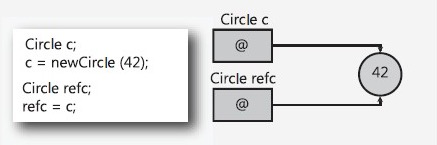 Circle c;
c = newCircle (42);
Circle refc;
refc = c;
Circle c
@
Circle refc
@
42